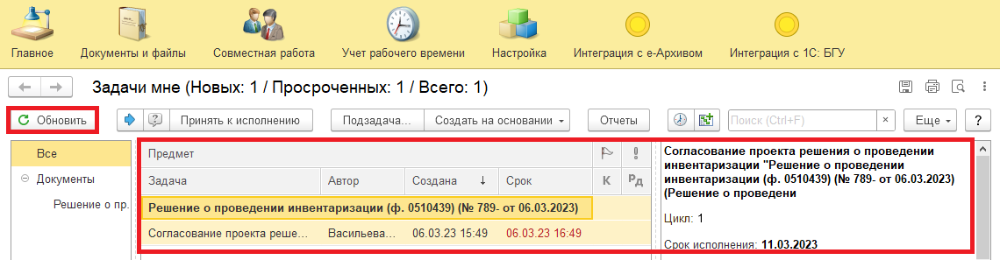 Главное Документы и файлы Совместная работа Учет рабочего времени Настройка Интеграция с е-Архивом Интеграция с 1С: БГУ
Задачи мне (Новых: 1 / Просроченных: 1 / Всего: 1)
Обновить Принять к исполнению Подзадача... Создать на основании Отчеты Поиск (Ctrl+F) × Еще ?
Все
Документы
Решение о пр.
Предмет
Задача Автор Создана ↓ Срок К Рд
Решение о проведении инвентаризации (ф. 0510439) (№ 789- от 06.03.2023)
Согласование проекта реше... Васильева... 06.03.23 15:49 06.03.23 16:49
Согласование проекта решения о проведении
инвентаризации "Решение о проведении
инвентаризации (ф. 0510439) (№ 789- от 06.03.2023)
(Решение о проведени
Цикл: 1
Срок исполнения: 11.03.2023